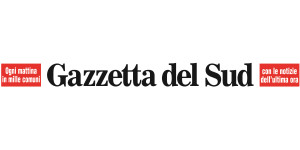 Ogni mattina
in mille comuni
Gazzetta del Sud
con le notizie
dell'ultima ora